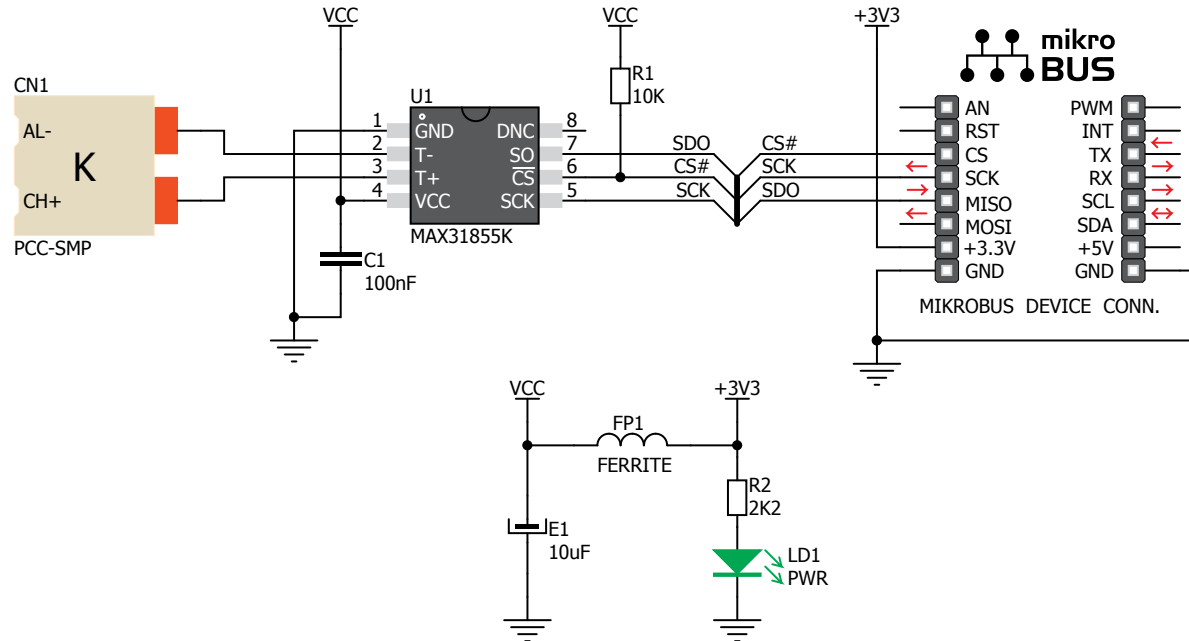 VCC
VCC
+3V3
mikro
BUS
CN1
AL-
K
CH+
PCC-SMP
R1
10K
U1
1
2
3
4
GND
T-
T+
VCC
DNC
SO
CS
SCK
8
7
6
5
MAX31855K
C1
100nF
SDO
CS#
SCK
CS#
SCK
SDO
AN
RST
CS
SCK
MISO
MOSI
+3.3V
GND
PWM
INT
TX
RX
SCL
SDA
+5V
GND
MIKROBUS DEVICE CONN.
VCC
+3V3
FP1
FERRITE
R2
2K2
E1
10uF
LD1
PWR